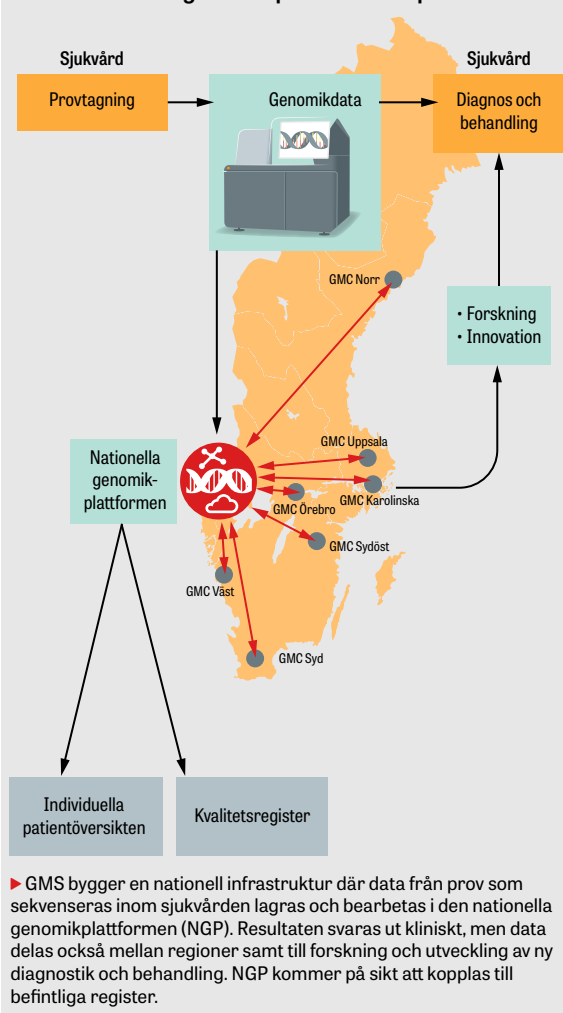 Sjukvård
Provtagning
Genomikdata
Sjukvård
Diagnos och
behandling
GMC Norr
• Forskning
• Innovation
GMC Uppsala
Nationella
genomik-
plattformen
GMC Örebro
GMC Karolinska
GMC Sydöst
GMC Väst
GMC Syd
Individuella
patientöversikten
Kvalitetsregister
▶ GMS bygger en nationell infrastruktur där data från prov som
sekvenseras inom sjukvården lagras och bearbetas i den nationella
genomikplattformen (NGP). Resultaten svaras ut kliniskt, men data
delas också mellan regioner samt till forskning och utveckling av ny
diagnostik och behandling. NGP kommer på sikt att kopplas till
befintliga register.